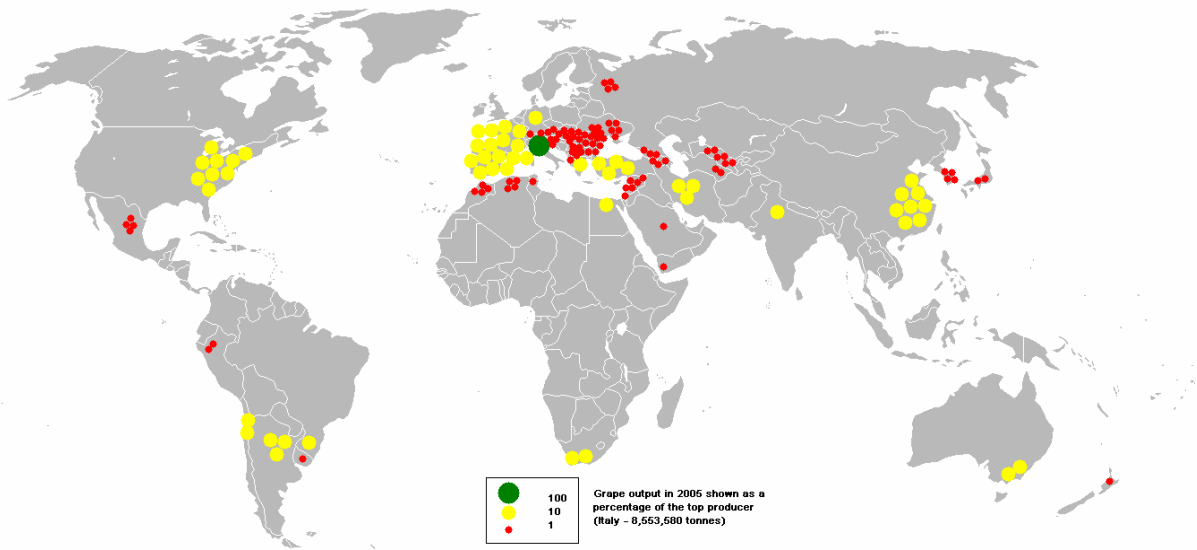 100
10
1
Grape output in 2005 shown as a
percentage of the top producer
(Italy - 8,553,580 tonnes)